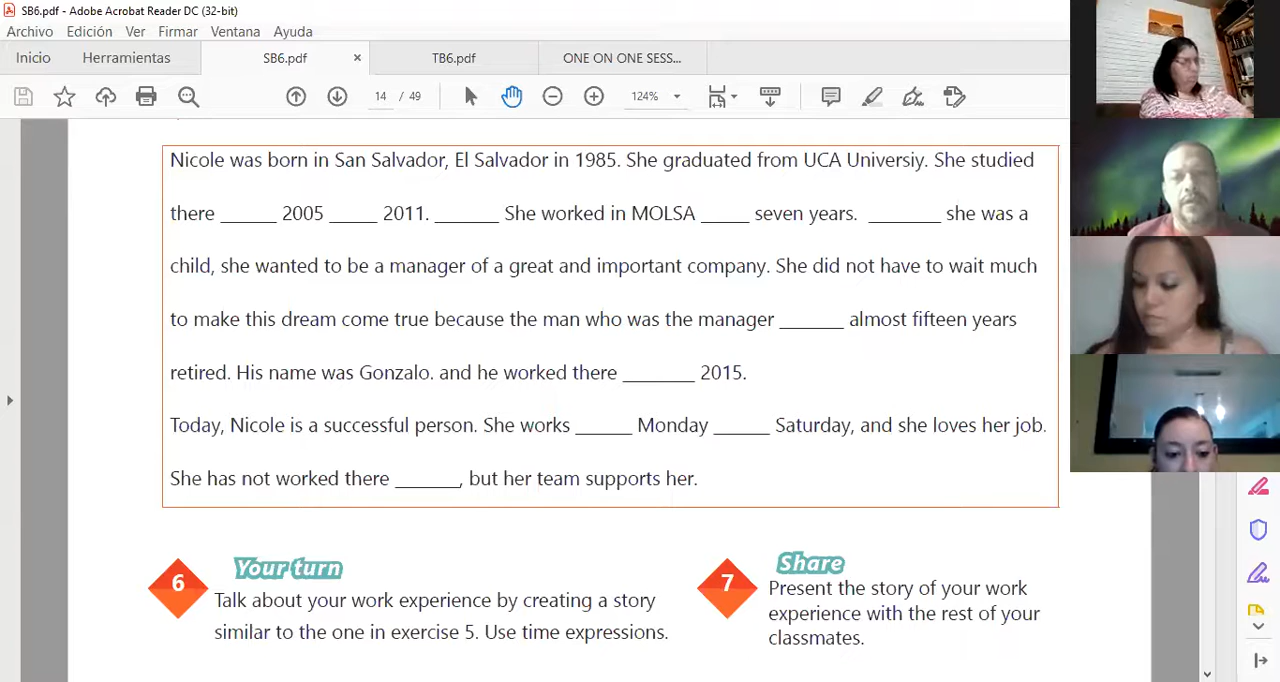 SB6.pdf - Adobe Acrobat Reader DC (32-bit)
Archivo Edición Ver Firmar Ventana Ayuda
Inicio Herramientas SB6.pdf × TB6.pdf ONE ON ONE SESS...
14 / 49 124%
Nicole was born in San Salvador, El Salvador in 1985. She graduated from UCA Universiy. She studied
there _____ 2005 _____ 2011. ______ She worked in MOLSA _____ seven years. _______ she was a
child, she wanted to be a manager of a great and important company. She did not have to wait much
to make this dream come true because the man who was the manager ______ almost fifteen years
retired. His name was Gonzalo. and he worked there _______ 2015.
Today, Nicole is a successful person. She works _____ Monday _____ Saturday, and she loves her job.
She has not worked there ______, but her team supports her.
6 Your turn
Talk about your work experience by creating a story
similar to the one in exercise 5. Use time expressions.
7 Share
Present the story of your work
experience with the rest of your
classmates.